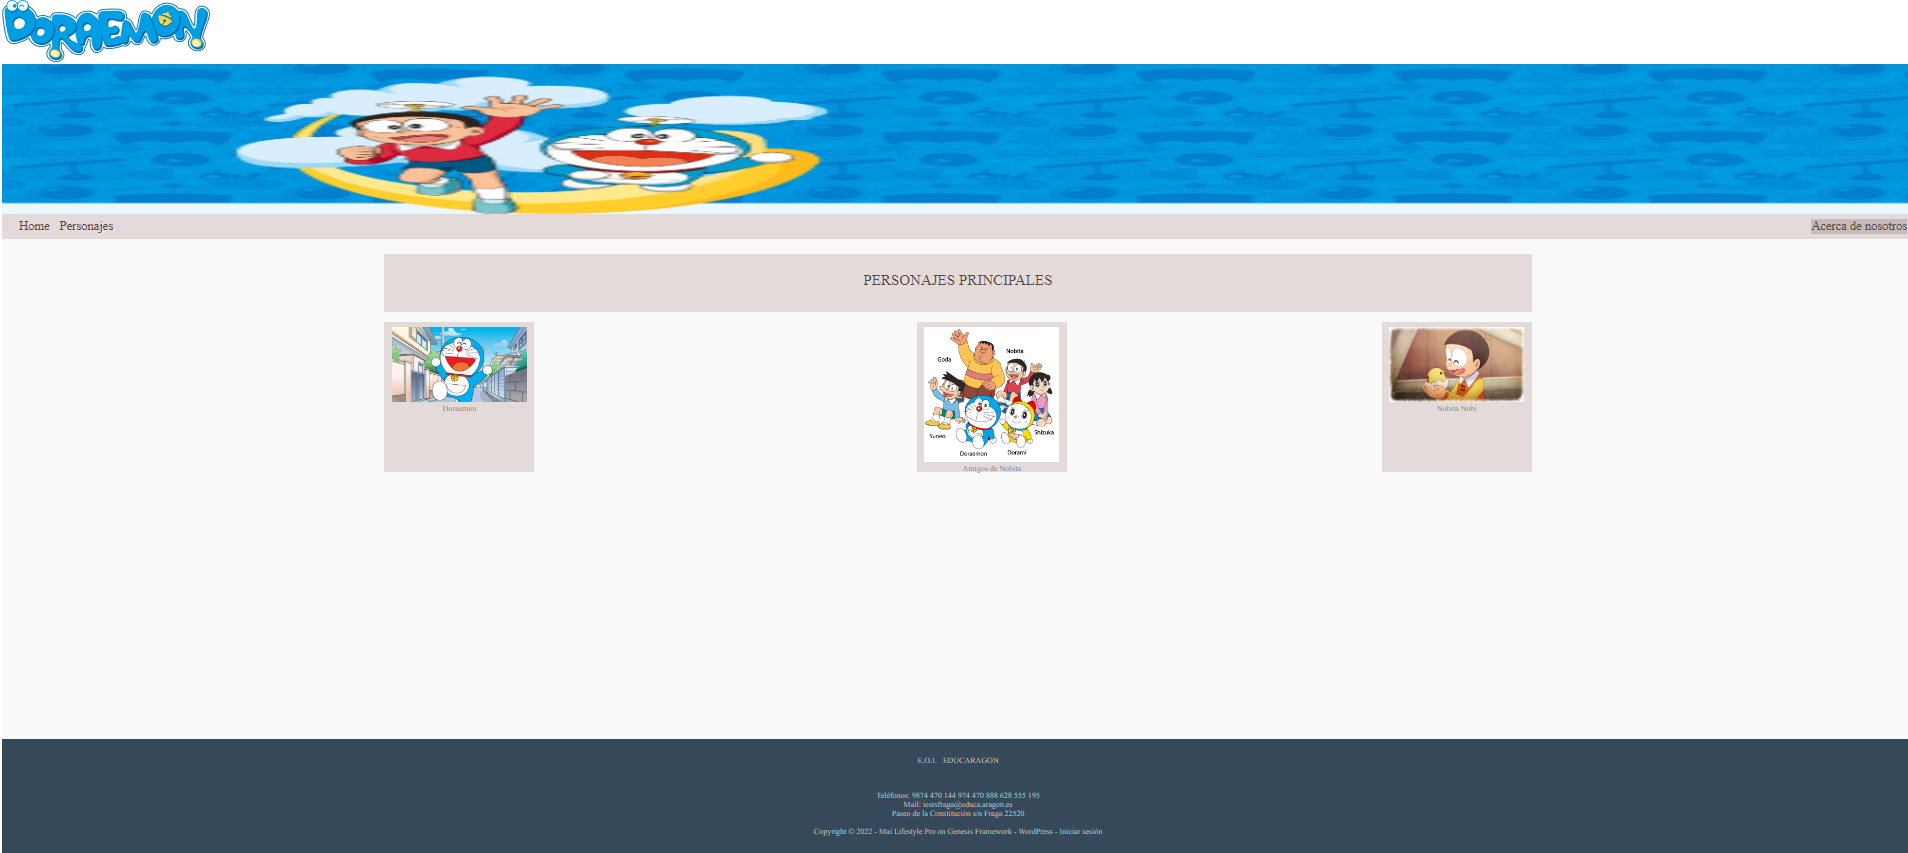 DORAEMON!
Home Personajes Acerca de nosotros
PERSONAJES PRINCIPALES
Doraemon
Goda
Nobita
Suneo
Shizuka
Doraemon
Dorami
Amigos de Nobita
Nobita Nobi
E.O.I. EDUCARAGON
Teléfonos: 9874 470 144 974 470 888 628 555 195
Mail: iesrsfraga@educa.aragon.es
Paseo de la Constitución s/n Fraga 22520
Copyright © 2022 - Mai Lifestyle Pro on Genesis Framework - WordPress - Iniciar sesión